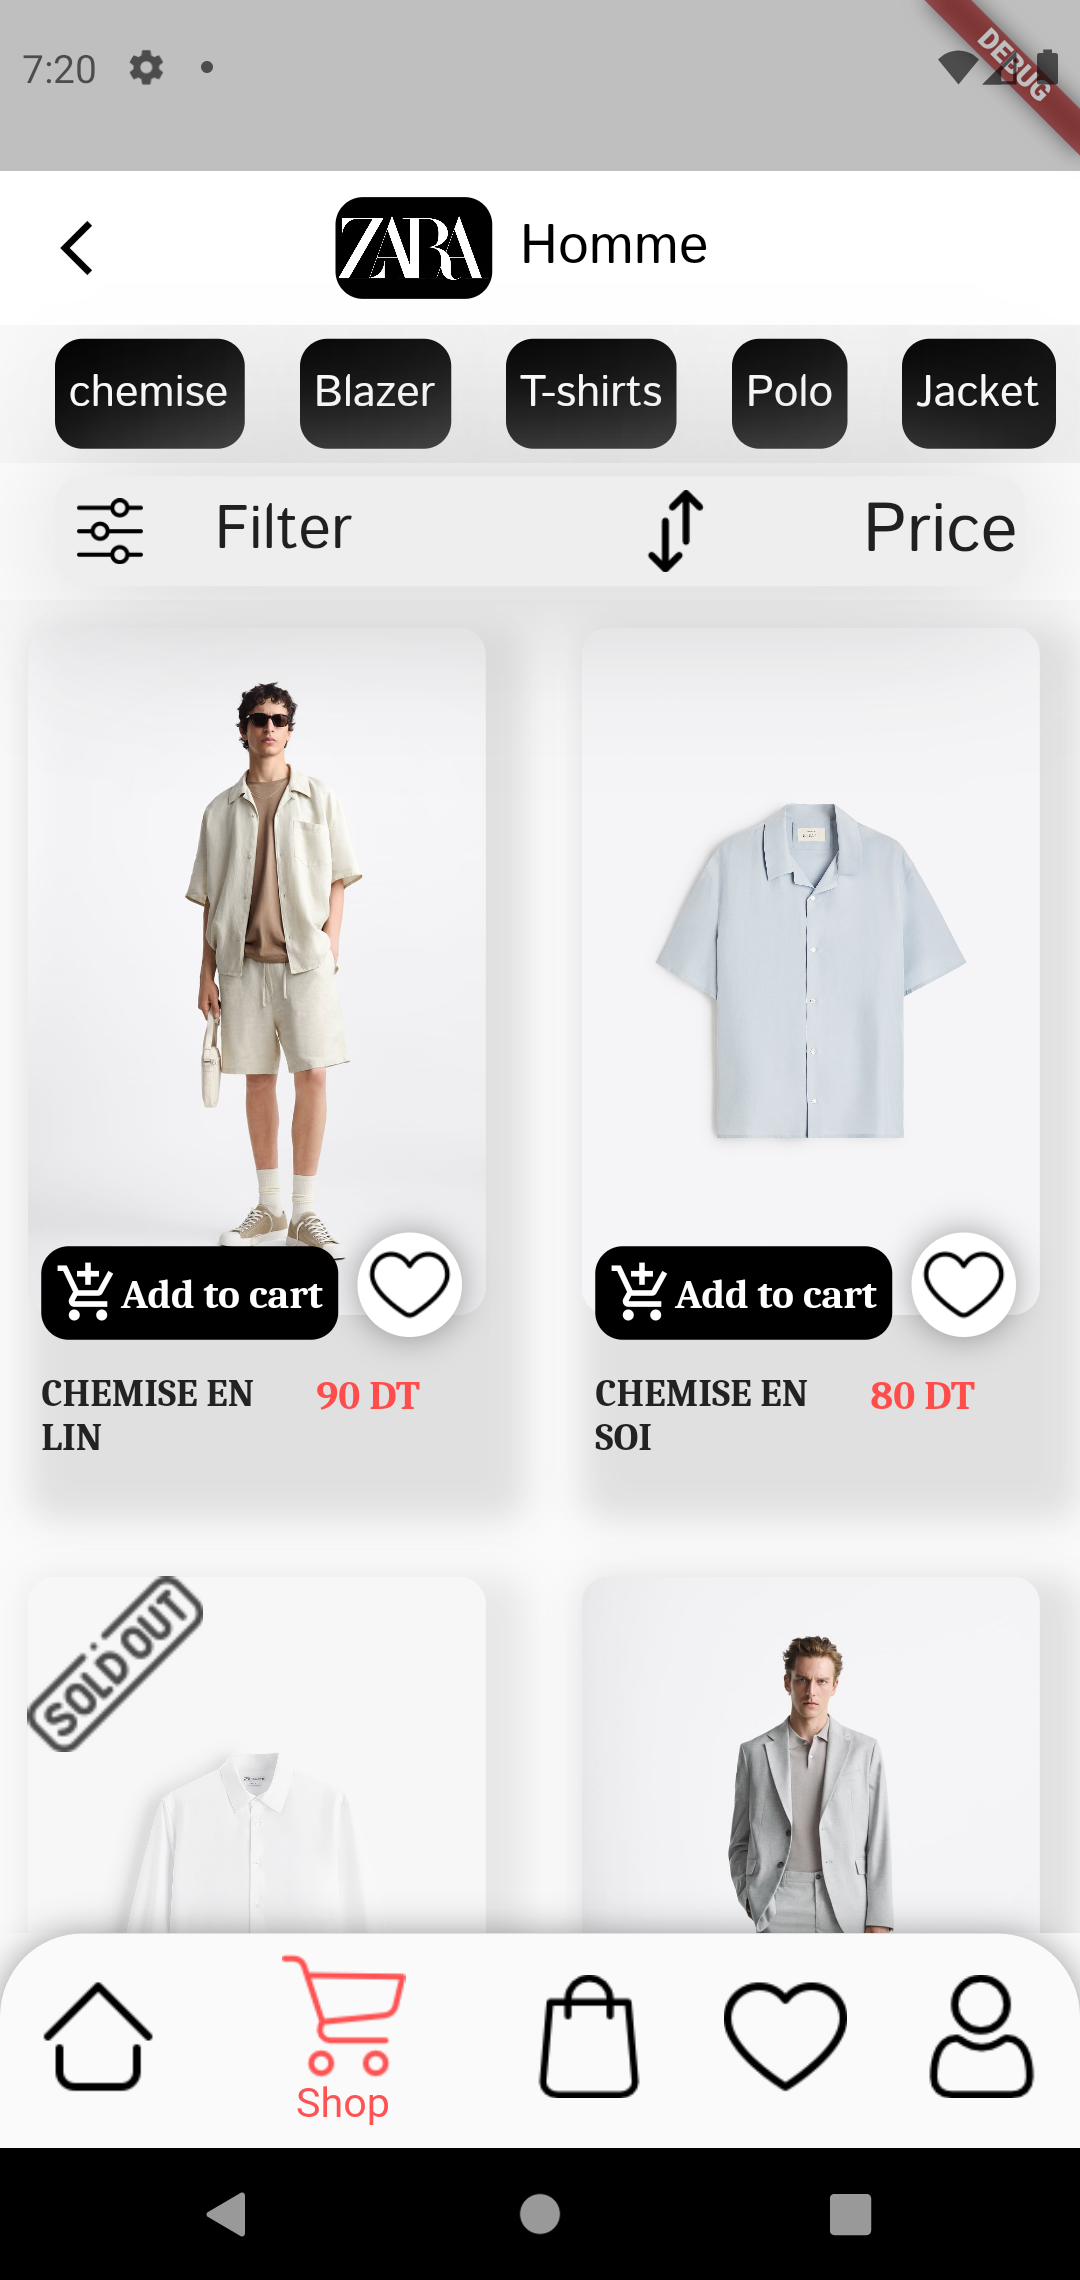 7:20
DEBUG
ZARA Homme
chemise Blazer T-shirts Polo Jacket
Filter Price
Add to cart
Add to cart
CHEMISE EN
LIN
90 DT
CHEMISE EN
SOI
80 DT
SOLD OUT
Shop